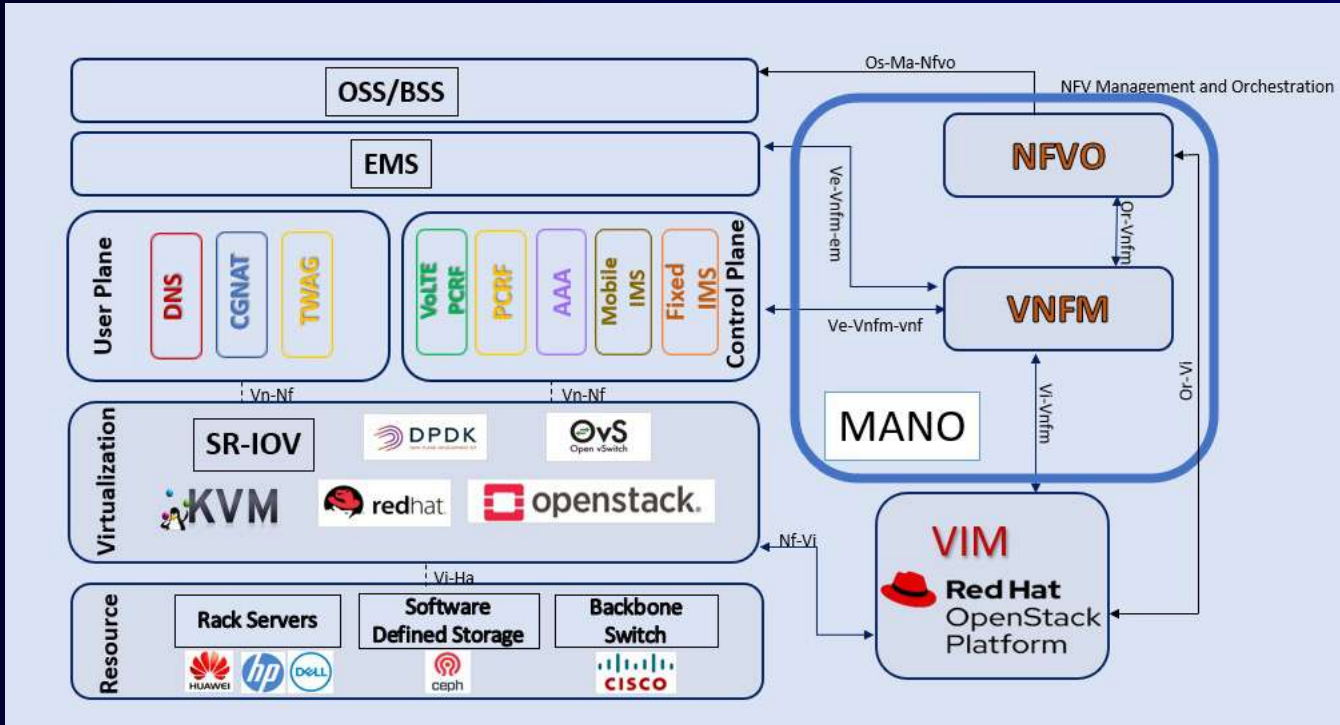 Os-Ma-Nfvo
OSS/BSS
NFV Management and Orchestration
NFVO
EMS
Ve-Vnfm-em
Or-Vnfm
User Plane
DNS
CGNAT
TWAG
VoLTE
PCRF
PCRF
AAA
Mobile
IMS
Fixed
IMS
Control Plane
VNFM
Ve-Vnfm-vnf
Or-Vi
Vn-Nf
Vn-Nf
MANO
Vi-Vnfm
Virtualization
SR-IOV
DPDK
DATA PLANE DEVELOPMENT KIT
OvS
Open vSwitch
KVM
redhat.
openstack.
Nf-Vi
VIM
Red Hat
OpenStack
Platform
Vi-Ha
Resource
Rack Servers
Software
Defined Storage
Backbone
Switch
HUAWEI
hp
DELL
ceph
CISCO